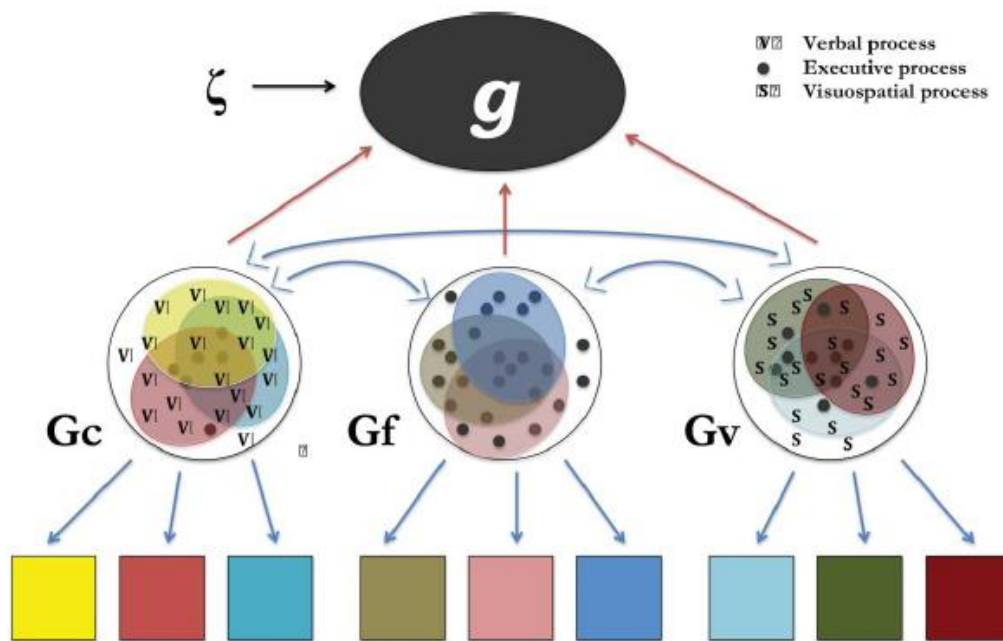 ζ
g
V Verbal process
Executive process
S Visuospatial process
V V
V V V
V
V V V
V
V V V
V
V V V V
V
V
S S S
S S
S S S
S S S
S
S S
S S
S
Gc
Gf
Gv